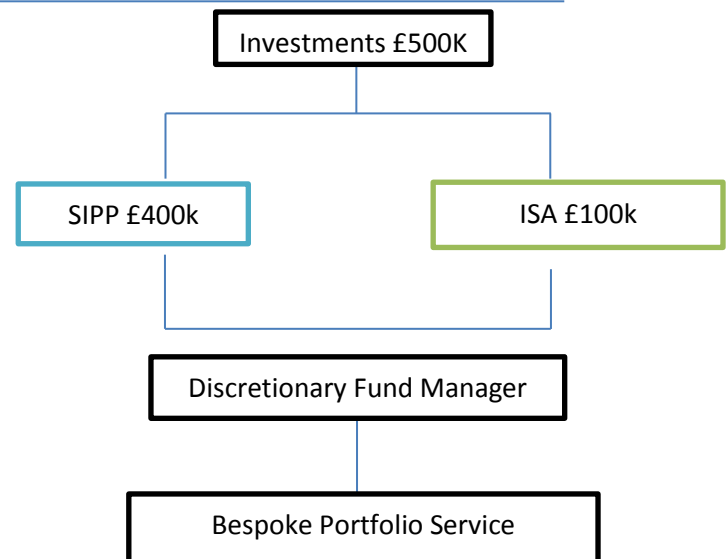 Investments £500K
SIPP £400k
ISA £100k
Discretionary Fund Manager
Bespoke Portfolio Service